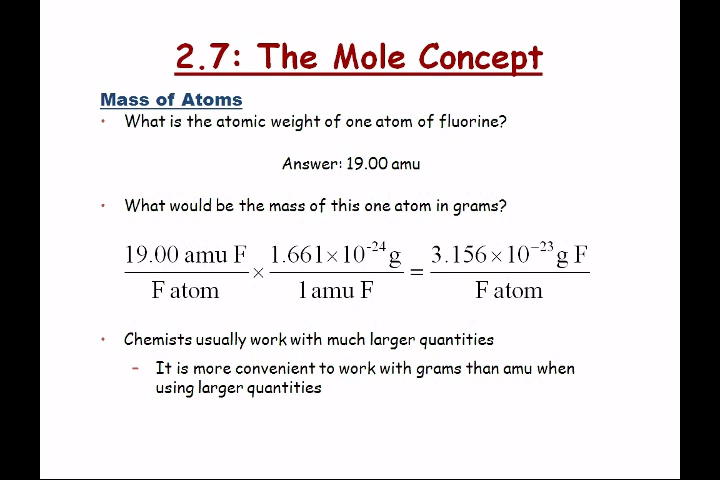 2.7: The Mole Concept
Mass of Atoms
• What is the atomic weight of one atom of fluorine?
Answer: 19.00 amu
• What would be the mass of this one atom in grams?
19.00 amu F / F atom × 1.661×10⁻²⁴ g / 1 amu F = 3.156×10⁻²³ g F / F atom
• Chemists usually work with much larger quantities
– It is more convenient to work with grams than amu when
using larger quantities